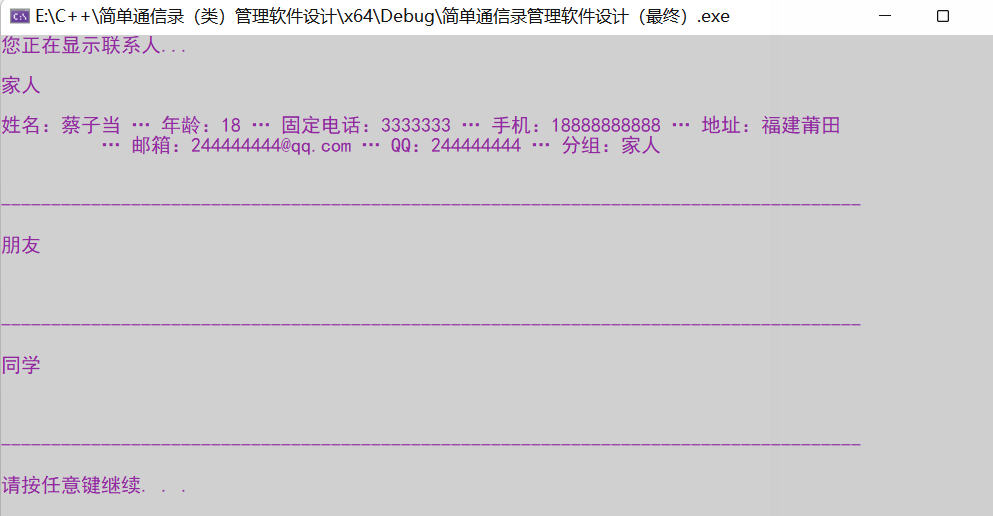 E:\C++\简单通信录（类）管理软件设计\x64\Debug\简单通信录管理软件设计（最终）.exe
您正在显示联系人...
家人
姓名：蔡子当 … 年龄：18 … 固定电话：3333333 … 手机：18888888888 … 地址：福建莆田
… 邮箱：244444444@qq.com … QQ：244444444 … 分组：家人
--------------------------------------------------------------------------------------
朋友
--------------------------------------------------------------------------------------
同学
--------------------------------------------------------------------------------------
请按任意键继续. . .